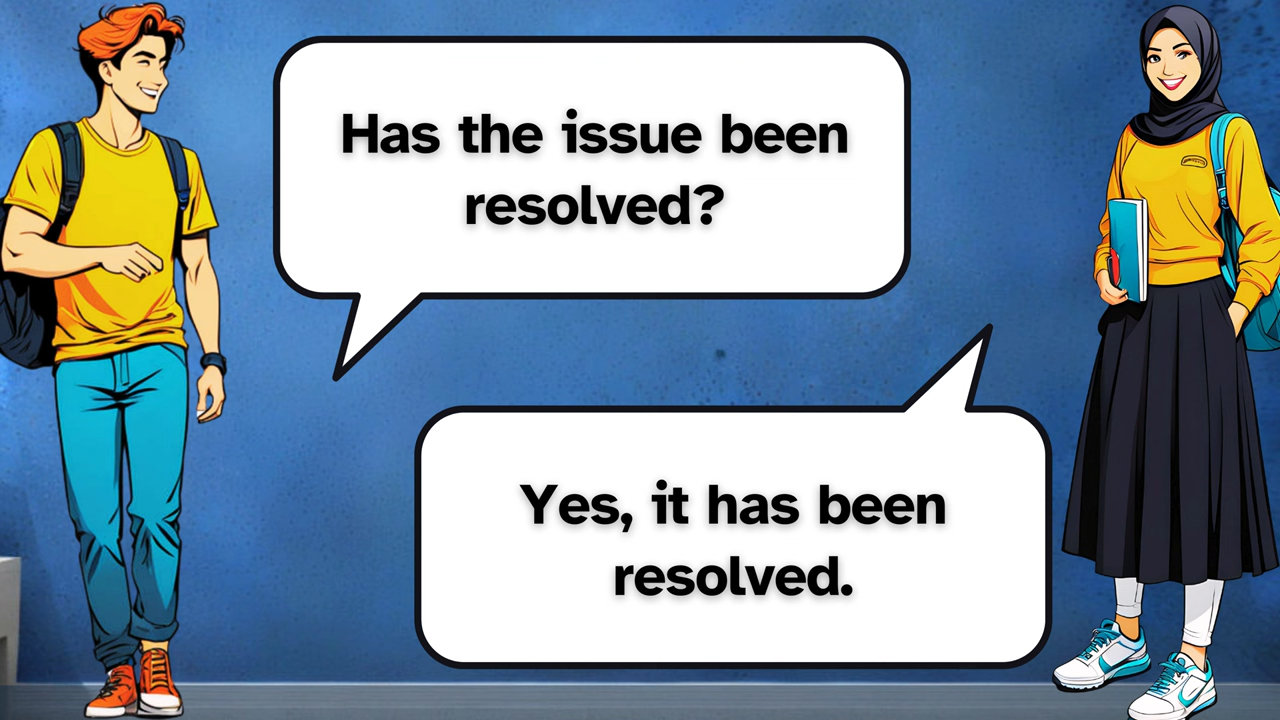 Has the issue been
resolved?
Yes, it has been
resolved.